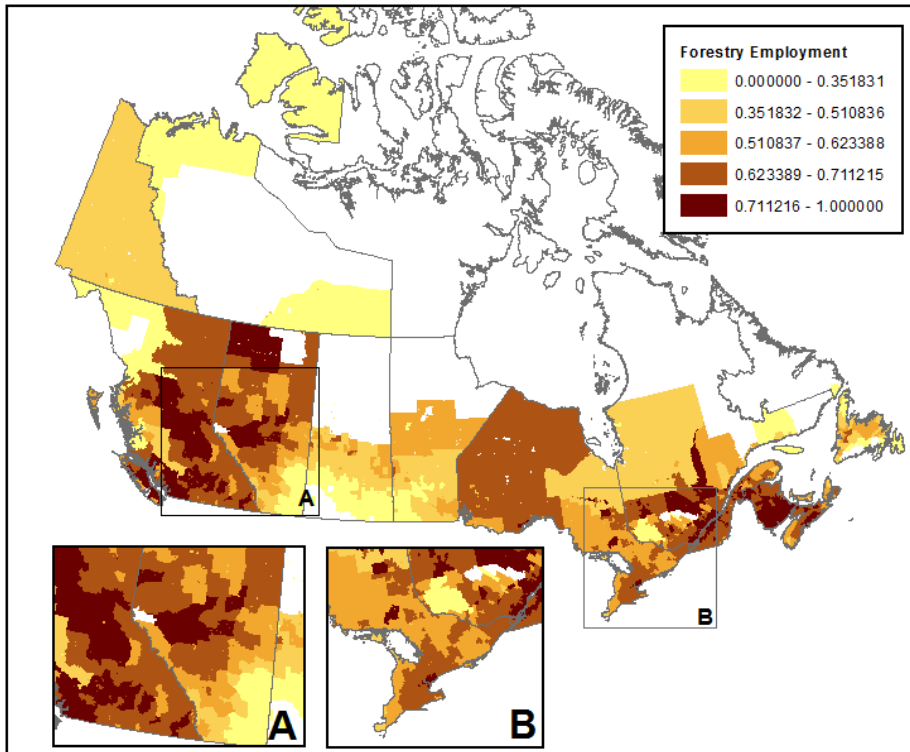 Forestry Employment
0.000000 - 0.351831
0.351832 - 0.510836
0.510837 - 0.623388
0.623389 - 0.711215
0.711216 - 1.000000
A
B
A
B